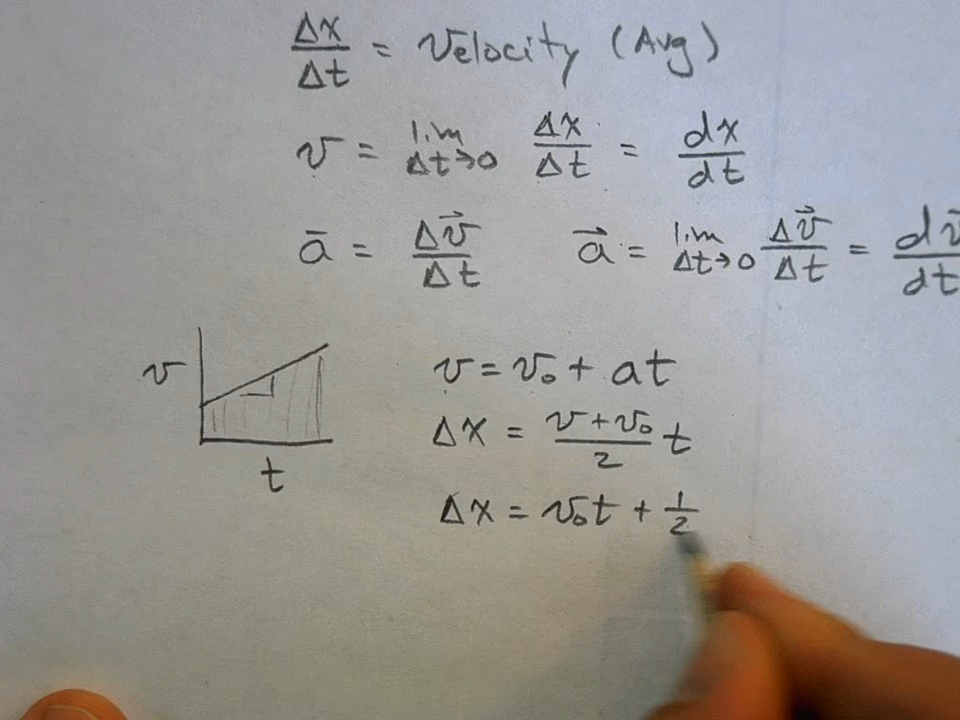 Δx/Δt = Velocity (Avg)
v = lim Δt→0 Δx/Δt = dx/dt
ā = Δv⃗/Δt    a⃗ = lim Δt→0 Δv⃗/Δt = dv⃗/dt
v
t
v = v₀ + at
Δx = (v + v₀)/2 t
Δx = v₀t + 1/2